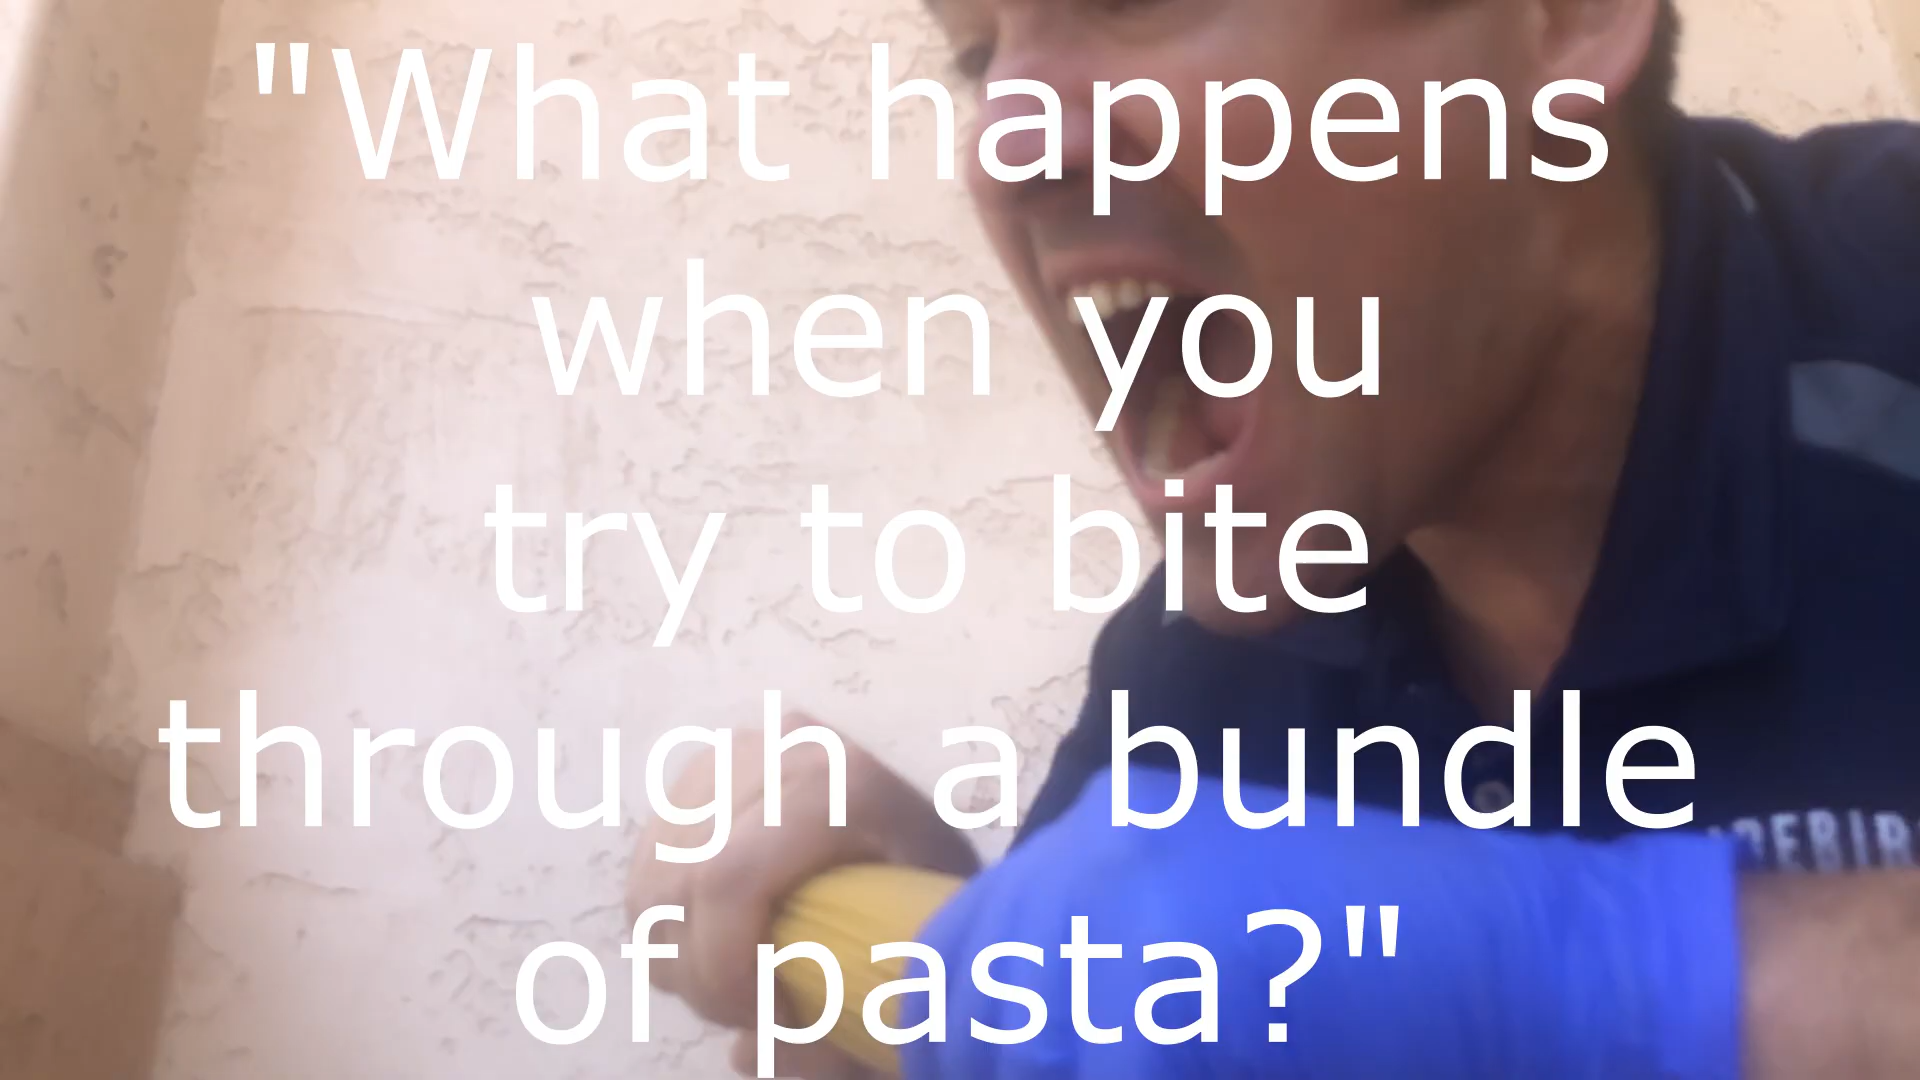 "What happens
when you
try to bite
through a bundle
of pasta?"